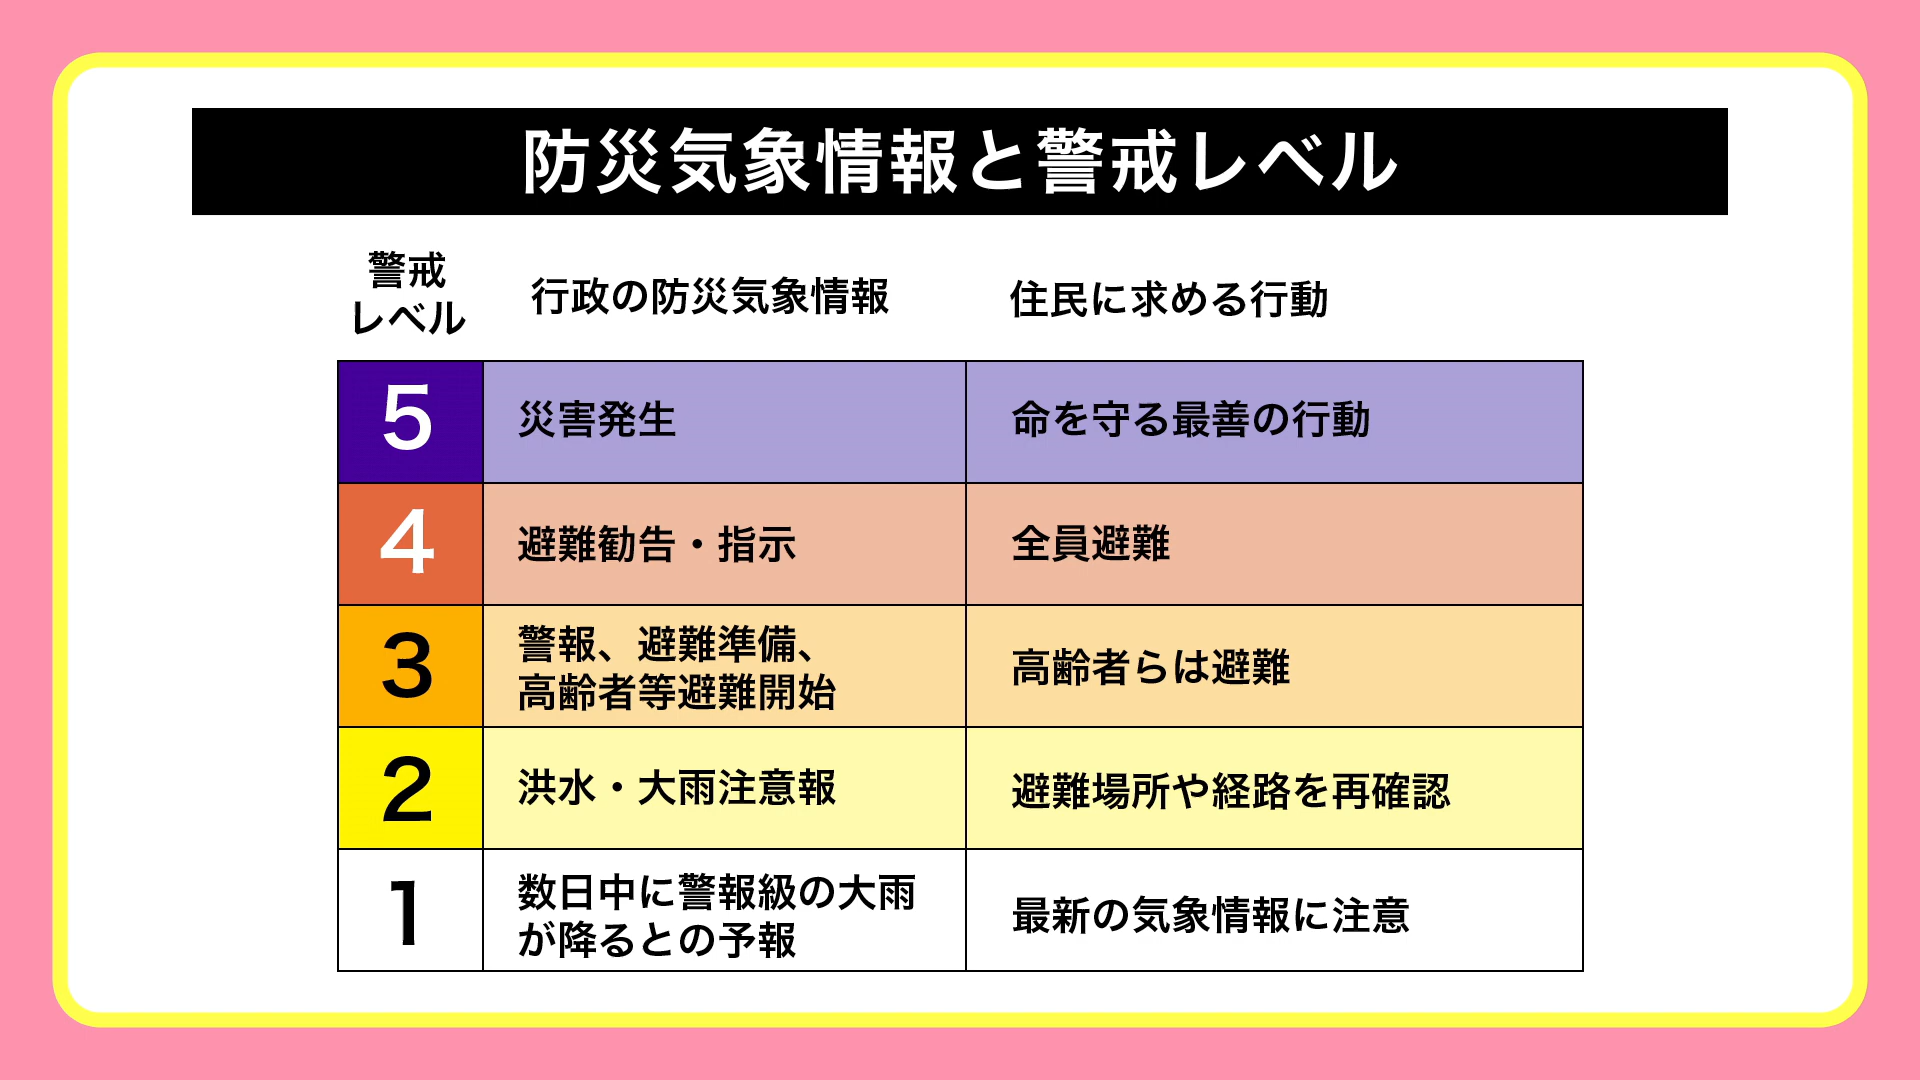 防災気象情報と警戒レベル
警戒
レベル
行政の防災気象情報
住民に求める行動
5
災害発生
命を守る最善の行動
4
避難勧告・指示
全員避難
3
警報、避難準備、
高齢者等避難開始
高齢者らは避難
2
洪水・大雨注意報
避難場所や経路を再確認
1
数日中に警報級の大雨
が降るとの予報
最新の気象情報に注意